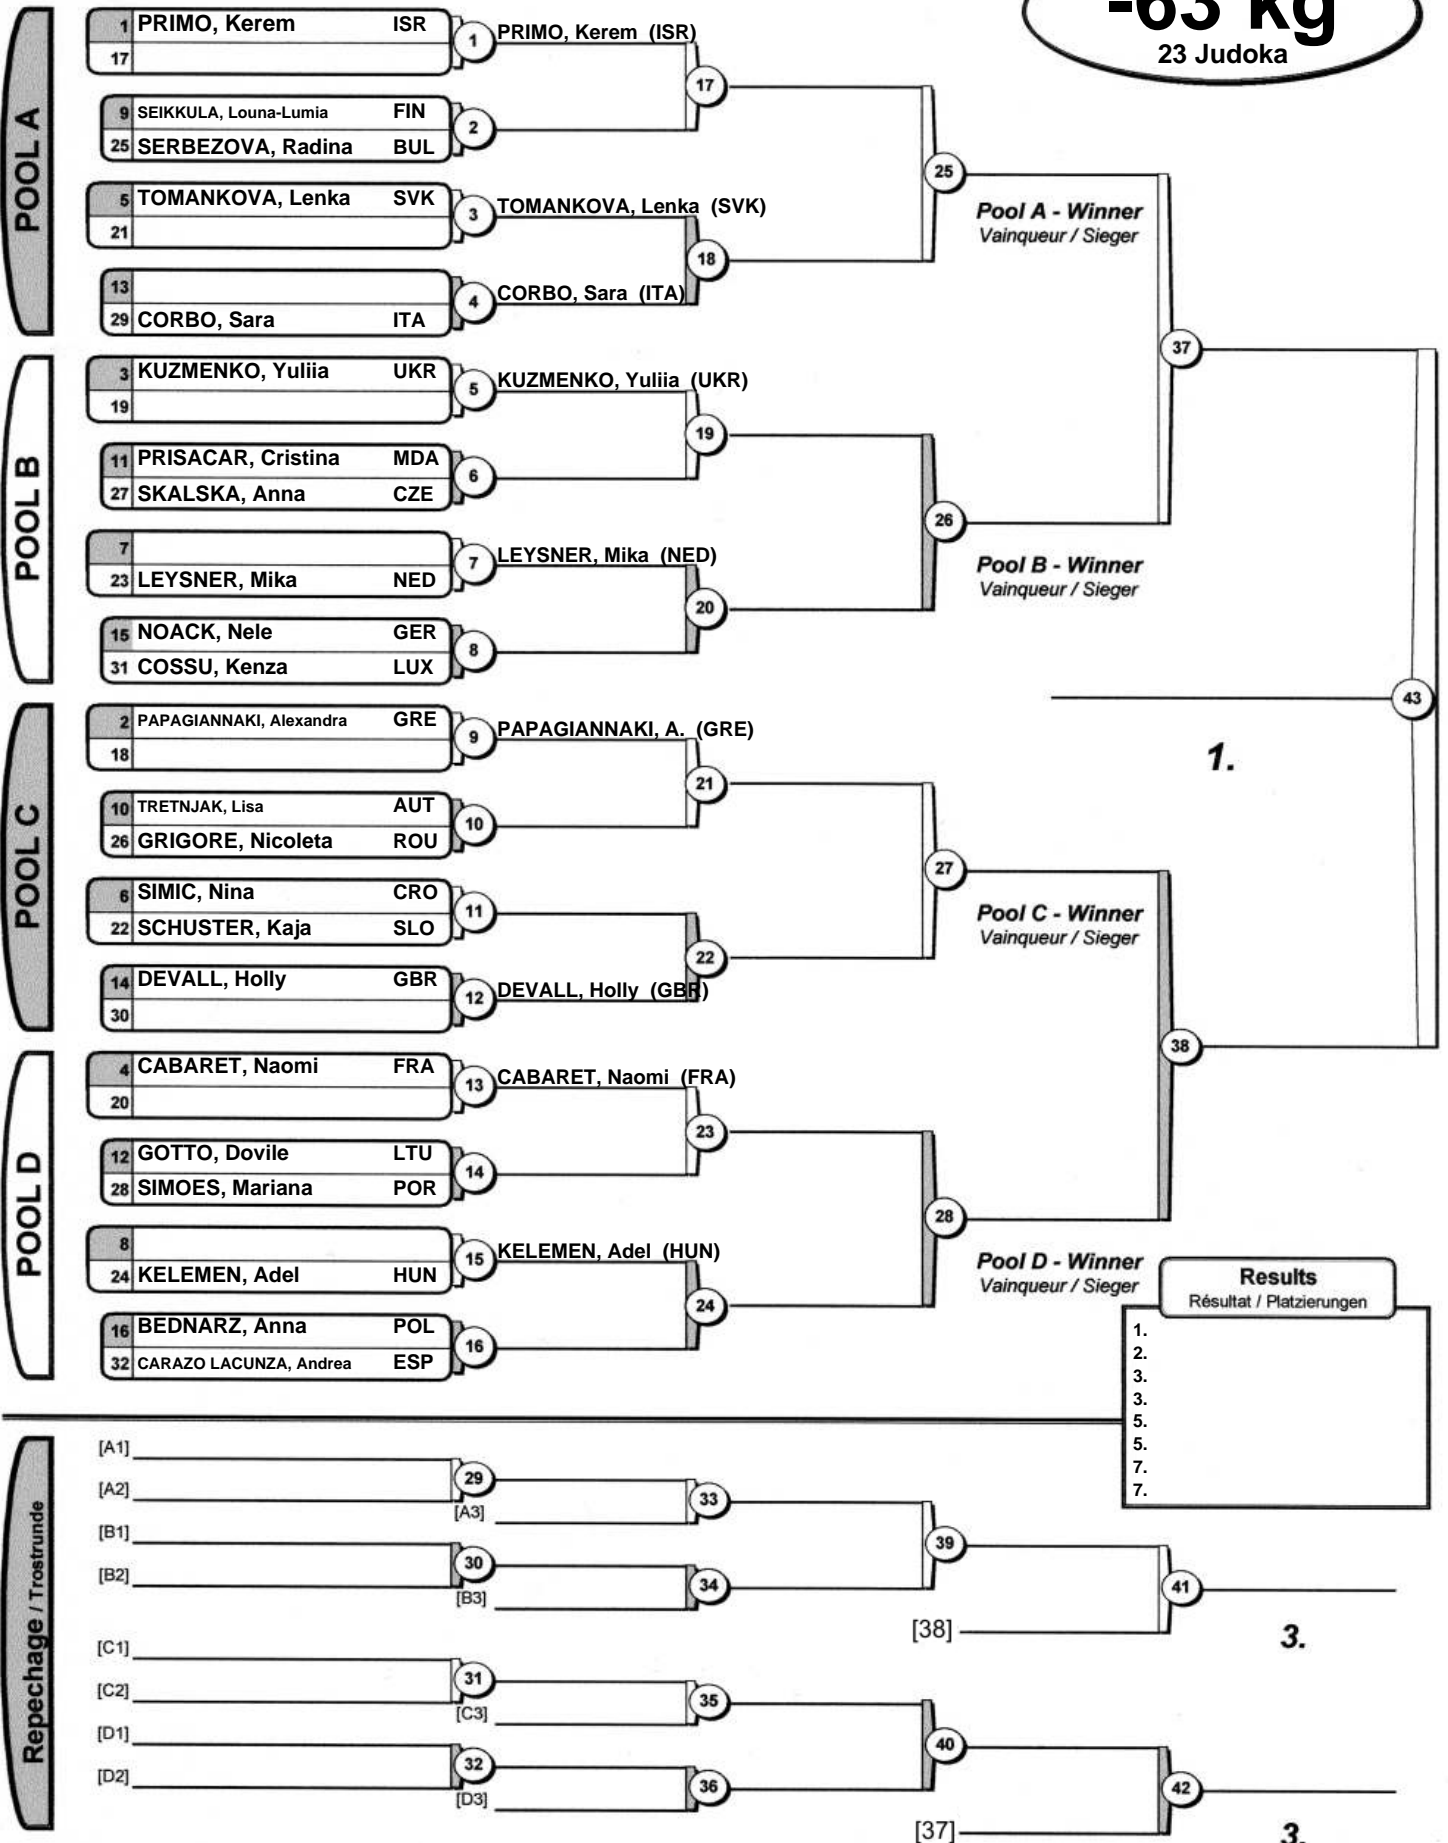 -63 kg
23 Judoka
POOL A
1 PRIMO, Kerem ISR
17
1 PRIMO, Kerem (ISR)
17
9 SEIKKULA, Louna-Lumia FIN
25 SERBEZOVA, Radina BUL
2
25
5 TOMANKOVA, Lenka SVK
21
3 TOMANKOVA, Lenka (SVK)
18
Pool A - Winner
Vainqueur / Sieger
13
29 CORBO, Sara ITA
4 CORBO, Sara (ITA)
37
POOL B
3 KUZMENKO, Yuliia UKR
19
5 KUZMENKO, Yuliia (UKR)
19
11 PRISACAR, Cristina MDA
27 SKALSKA, Anna CZE
6
26
7
23 LEYSNER, Mika NED
7 LEYSNER, Mika (NED)
20
Pool B - Winner
Vainqueur / Sieger
15 NOACK, Nele GER
31 COSSU, Kenza LUX
8
43
1.
POOL C
2 PAPAGIANNAKI, Alexandra GRE
18
9 PAPAGIANNAKI, A. (GRE)
21
10 TRETNJAK, Lisa AUT
26 GRIGORE, Nicoleta ROU
10
27
6 SIMIC, Nina CRO
22 SCHUSTER, Kaja SLO
11
22
Pool C - Winner
Vainqueur / Sieger
14 DEVALL, Holly GBR
30
12 DEVALL, Holly (GBR)
38
POOL D
4 CABARET, Naomi FRA
20
13 CABARET, Naomi (FRA)
23
12 GOTTO, Dovile LTU
28 SIMOES, Mariana POR
14
28
8
24 KELEMEN, Adel HUN
15 KELEMEN, Adel (HUN)
24
Pool D - Winner
Vainqueur / Sieger
16 BEDNARZ, Anna POL
32 CARAZO LACUNZA, Andrea ESP
16
Results
Résultat / Platzierungen
1.
2.
3.
3.
5.
5.
7.
7.
Repechage / Trostrunde
[A1]
[A2]
29
[A3]
33
[B1]
[B2]
30
[B3]
34
39
[38]
41
3.
[C1]
[C2]
31
[C3]
35
[D1]
[D2]
32
[D3]
36
40
[37]
42
3.